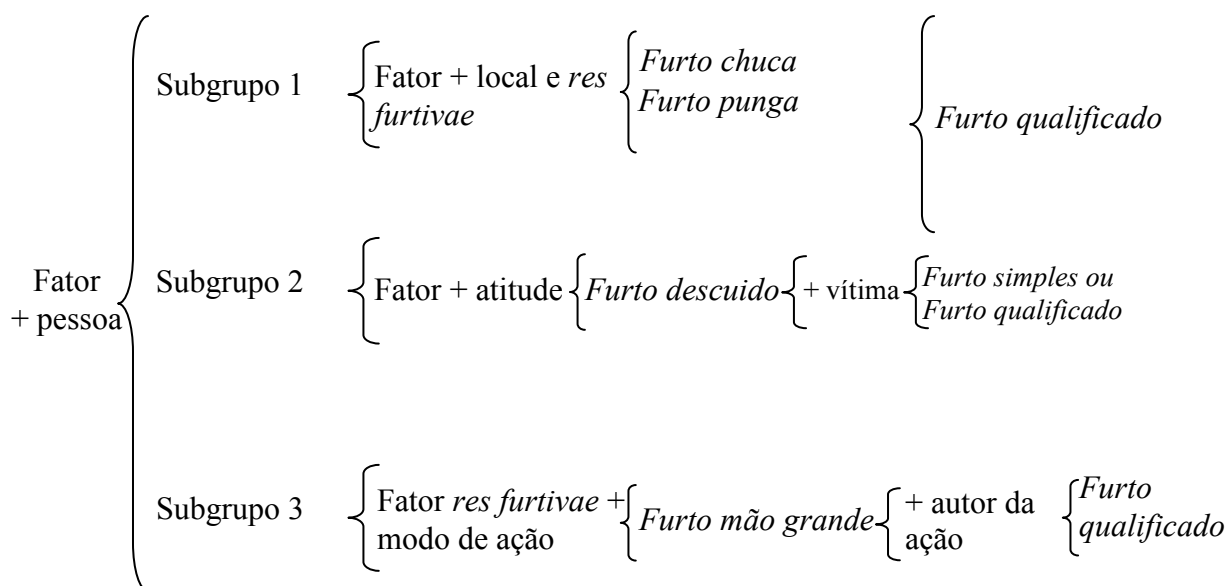 Fator
+ pessoa
Subgrupo 1
Fator + local e res
furtivae
Furto chuca
Furto punga
Furto qualificado
Subgrupo 2
Fator + atitude
Furto descuido
+ vítima
Furto simples ou
Furto qualificado
Subgrupo 3
Fator res furtivae +
modo de ação
Furto mão grande
+ autor da
ação
Furto
qualificado